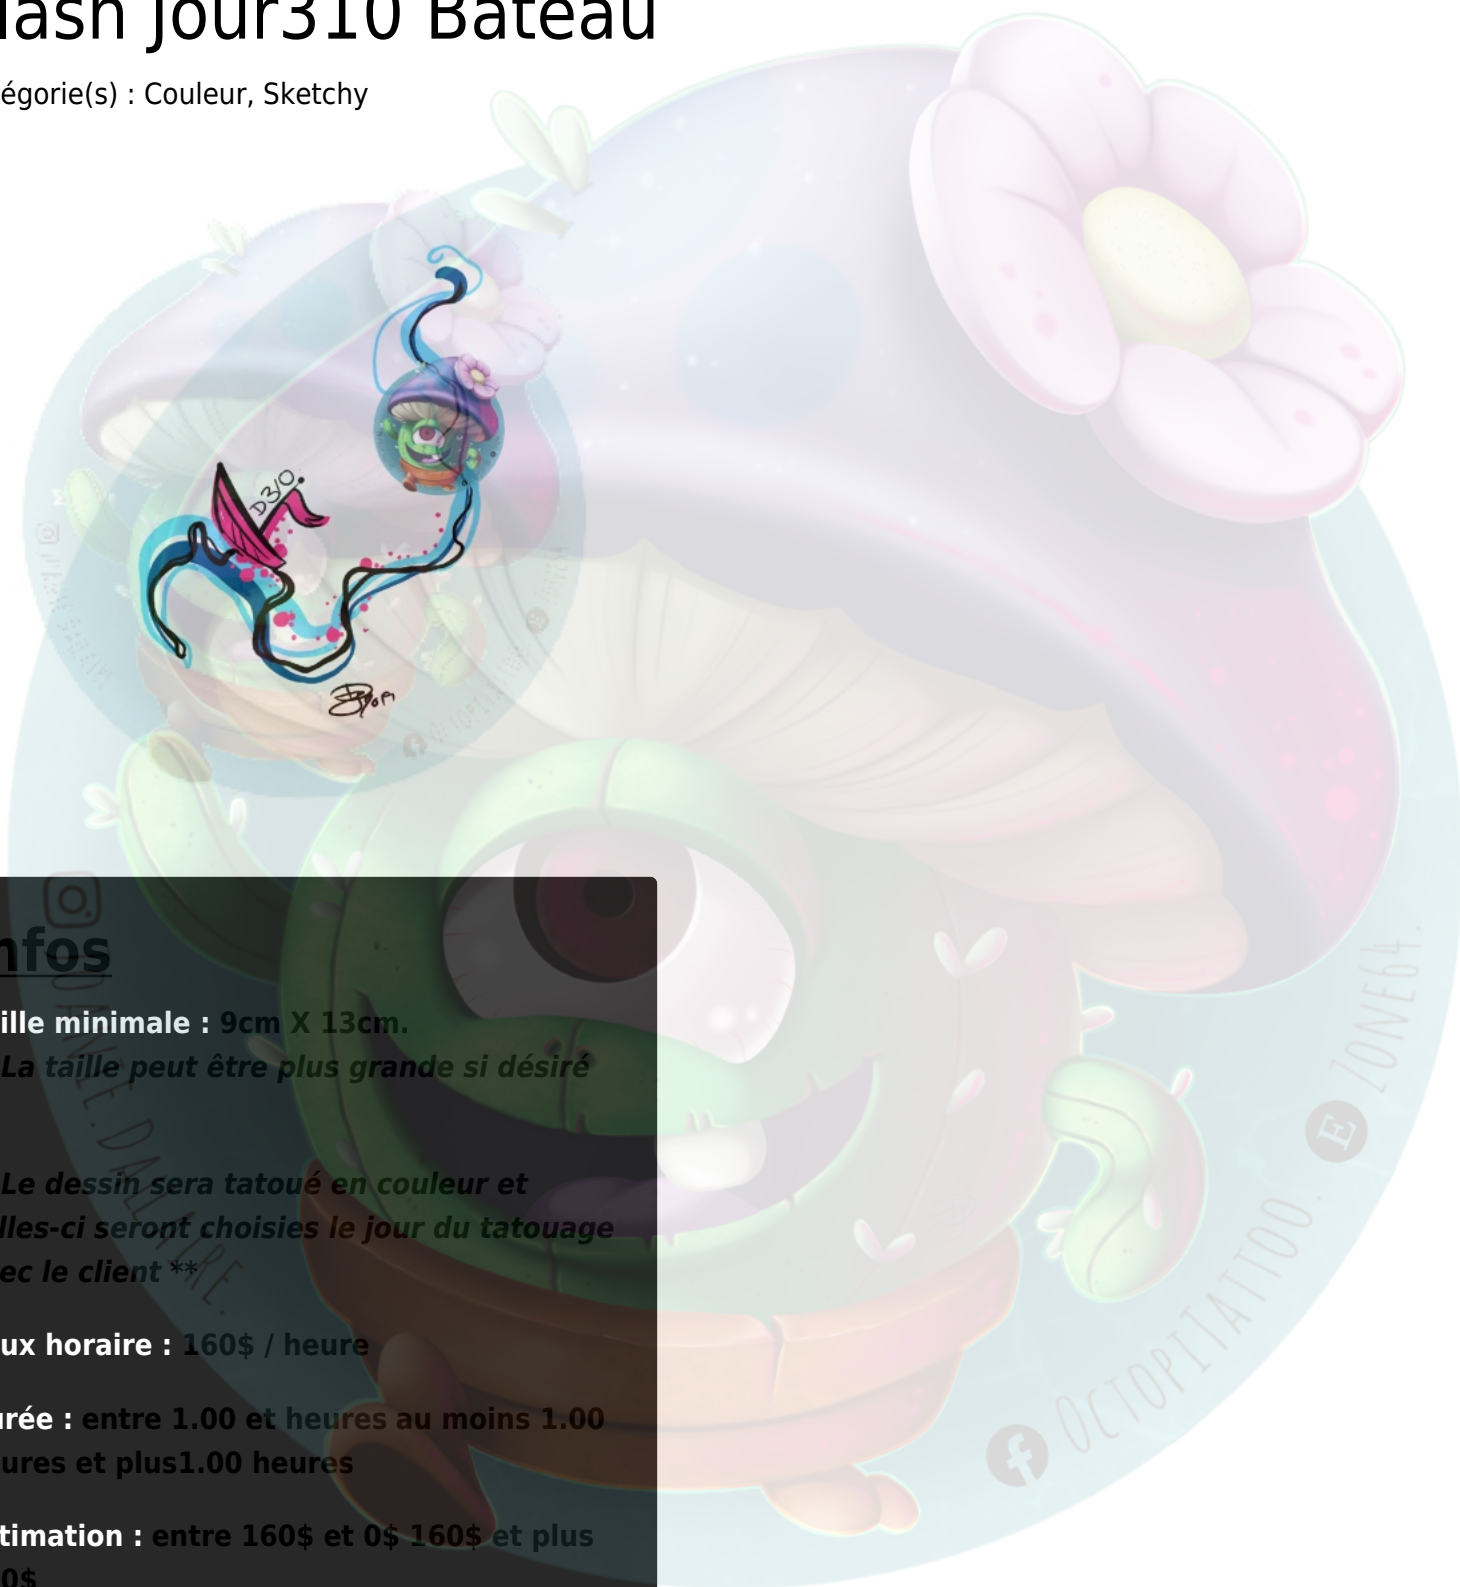 lash Jour310 Bateau
égorie(s) : Couleur, Sketchy
D310.
nfos
ille minimale : 9cm X 13cm.
La taille peut être plus grande si désiré
Le dessin sera tatoué en couleur et
lles-ci seront choisies le jour du tatouage
ec le client **
ux horaire : 160$ / heure
rée : entre 1.00 et heures au moins 1.00
ures et plus1.00 heures
timation : entre 160$ et 0$ 160$ et plus
0$
DALLAIRE.
OCTOPITATTOO.
ZONE64.